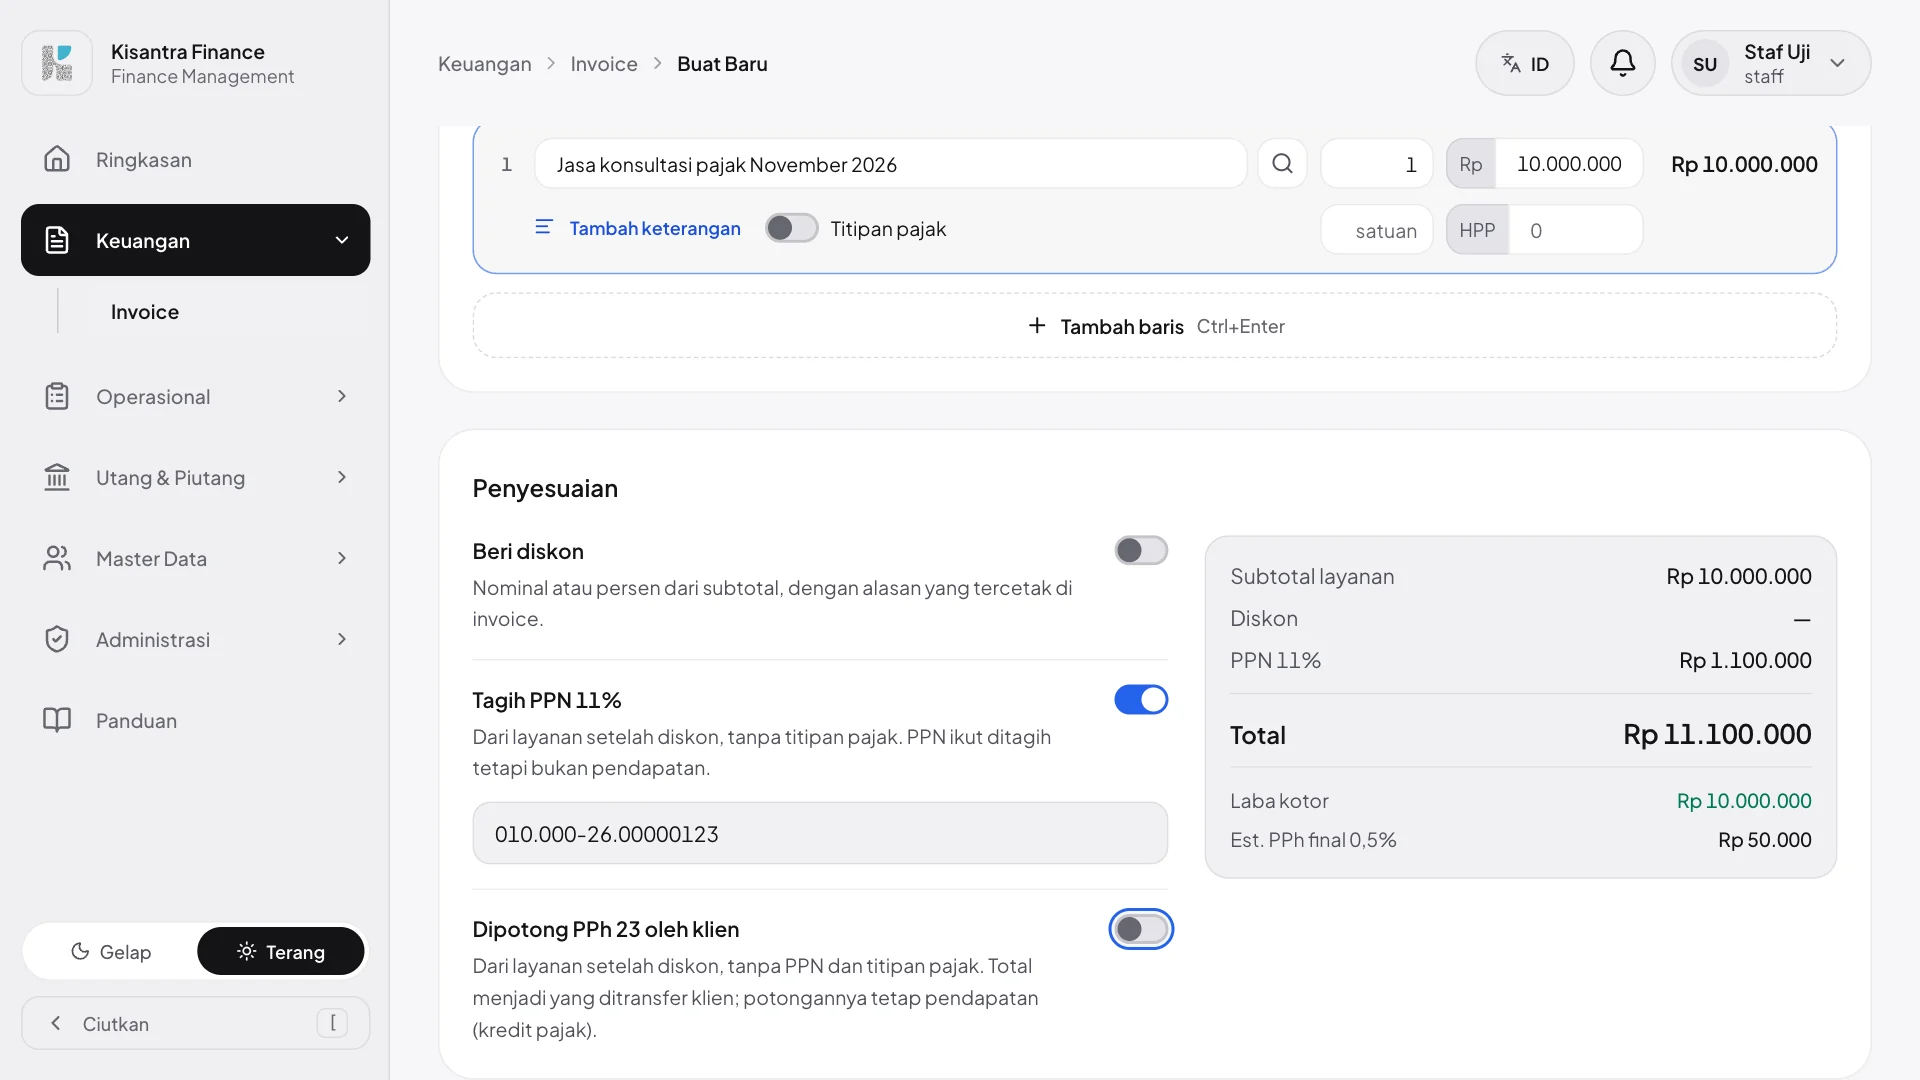 Kisantra Finance
Finance Management
Ringkasan
Keuangan
Invoice
Operasional
Utang & Piutang
Master Data
Administrasi
Panduan
Gelap
Terang
Ciutkan [
Keuangan > Invoice > Buat Baru
ID
SU
Staf Uji
staff
1 Jasa konsultasi pajak November 2026 1 Rp 10.000.000 Rp 10.000.000
Tambah keterangan Titipan pajak satuan HPP 0
+ Tambah baris Ctrl+Enter
Penyesuaian
Beri diskon
Nominal atau persen dari subtotal, dengan alasan yang tercetak di
invoice.
Tagih PPN 11%
Dari layanan setelah diskon, tanpa titipan pajak. PPN ikut ditagih
tetapi bukan pendapatan.
010.000-26.00000123
Dipotong PPh 23 oleh klien
Dari layanan setelah diskon, tanpa PPN dan titipan pajak. Total
menjadi yang ditransfer klien; potongannya tetap pendapatan
(kredit pajak).
Subtotal layanan Rp 10.000.000
Diskon —
PPN 11% Rp 1.100.000
Total Rp 11.100.000
Laba kotor Rp 10.000.000
Est. PPh final 0,5% Rp 50.000